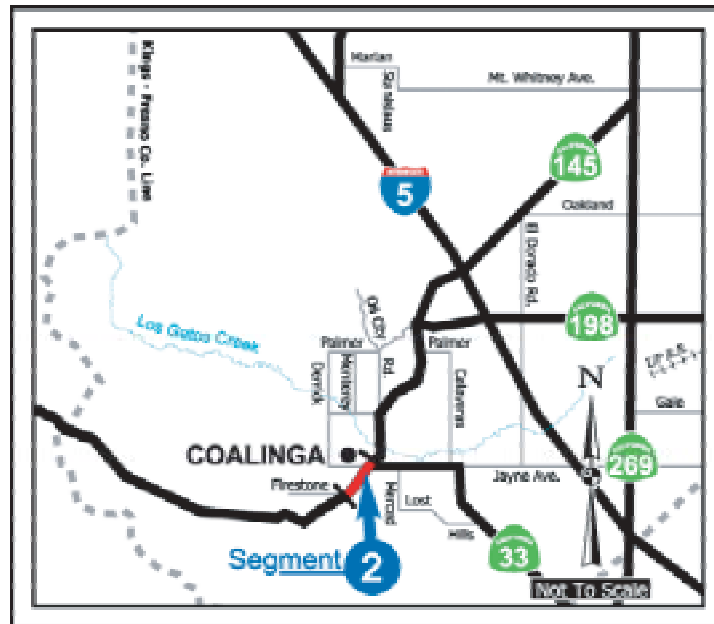 Kings - Fresno Co. Line
Marian
Mt. Whitney Ave.
145
5
Oakland
El Dorado Rd.
Oil City
Los Gatos Creek
198
Palmer
Palmer
Derrick
Monterey
Rd.
Calaveras
N
U.P.R.R.
Gale
COALINGA
269
Jayne Ave.
Firestone
Merced
Lost
Hills
Segment
2
33
Not To Scale